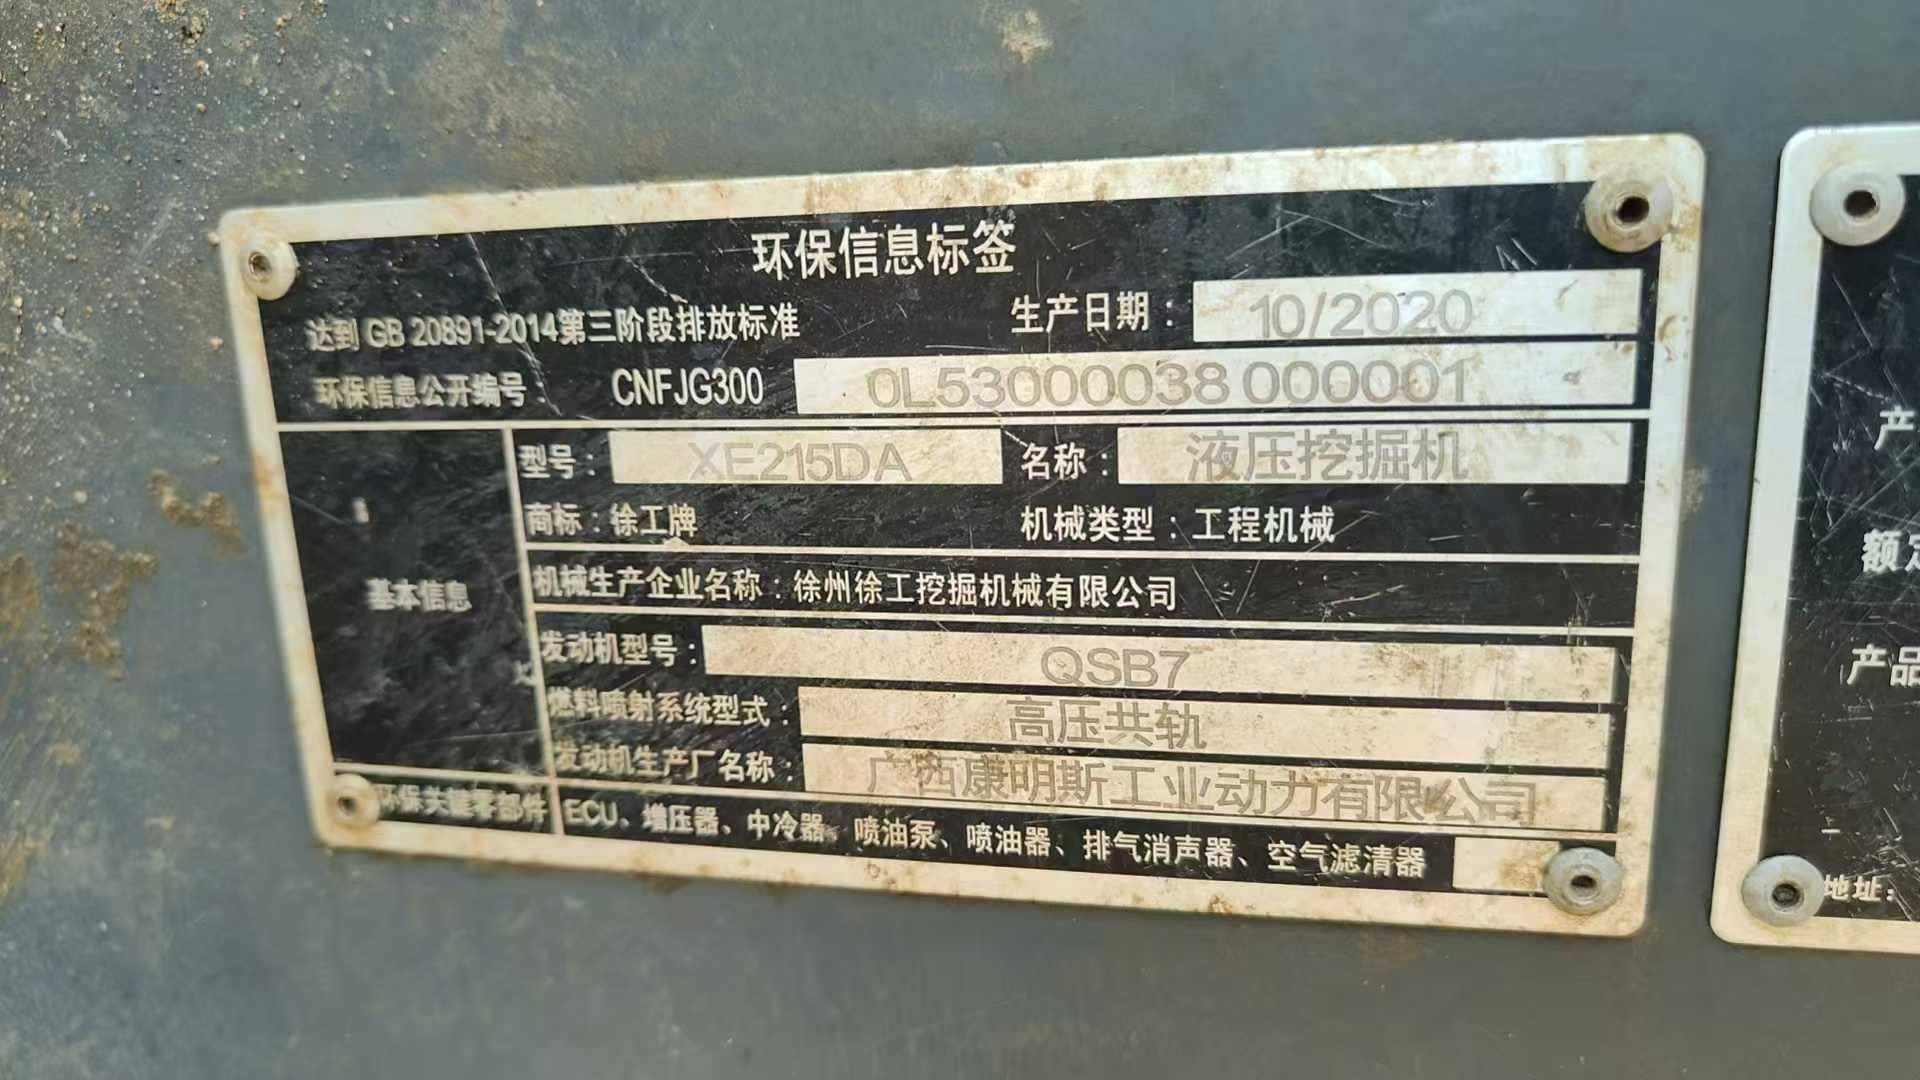 环保信息标签
达到 GB 20891-2014第三阶段排放标准 生产日期：10/2020
环保信息公开编号： CNFJG300 0L53000038 000001
基本信息
型号：XE215DA 名称：液压挖掘机
商标：徐工牌 机械类型：工程机械
机械生产企业名称：徐州徐工挖掘机械有限公司
发动机型号：QSB7
燃料喷射系统型式：高压共轨
发动机生产厂名称：广西康明斯工业动力有限公司
环保关键零部件 ECU、增压器、中冷器、喷油泵、喷油器、排气消声器、空气滤清器
产
额定
产品
地址：